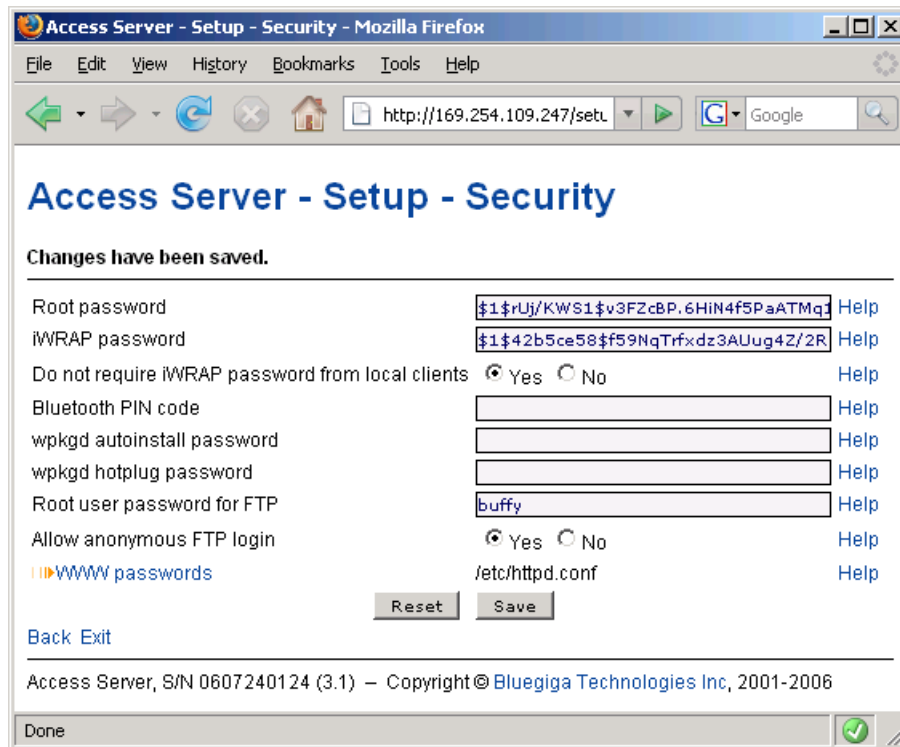 Access Server - Setup - Security - Mozilla Firefox
File Edit View History Bookmarks Tools Help
http://169.254.109.247/setu G Google
Access Server - Setup - Security
Changes have been saved.
Root password $1$rUj/KWS1$v3FZcBP.6HiN4f5PaATMq1 Help
iWRAP password $1$42b5ce58$f59NqTrfxdz3AUug4Z/2R Help
Do not require iWRAP password from local clients Yes No Help
Bluetooth PIN code Help
wpkgd autoinstall password Help
wpkgd hotplug password Help
Root user password for FTP buffy Help
Allow anonymous FTP login Yes No Help
WWW passwords /etc/httpd.conf Help
Reset Save
Back Exit
Access Server, S/N 0607240124 (3.1) – Copyright © Bluegiga Technologies Inc, 2001-2006
Done